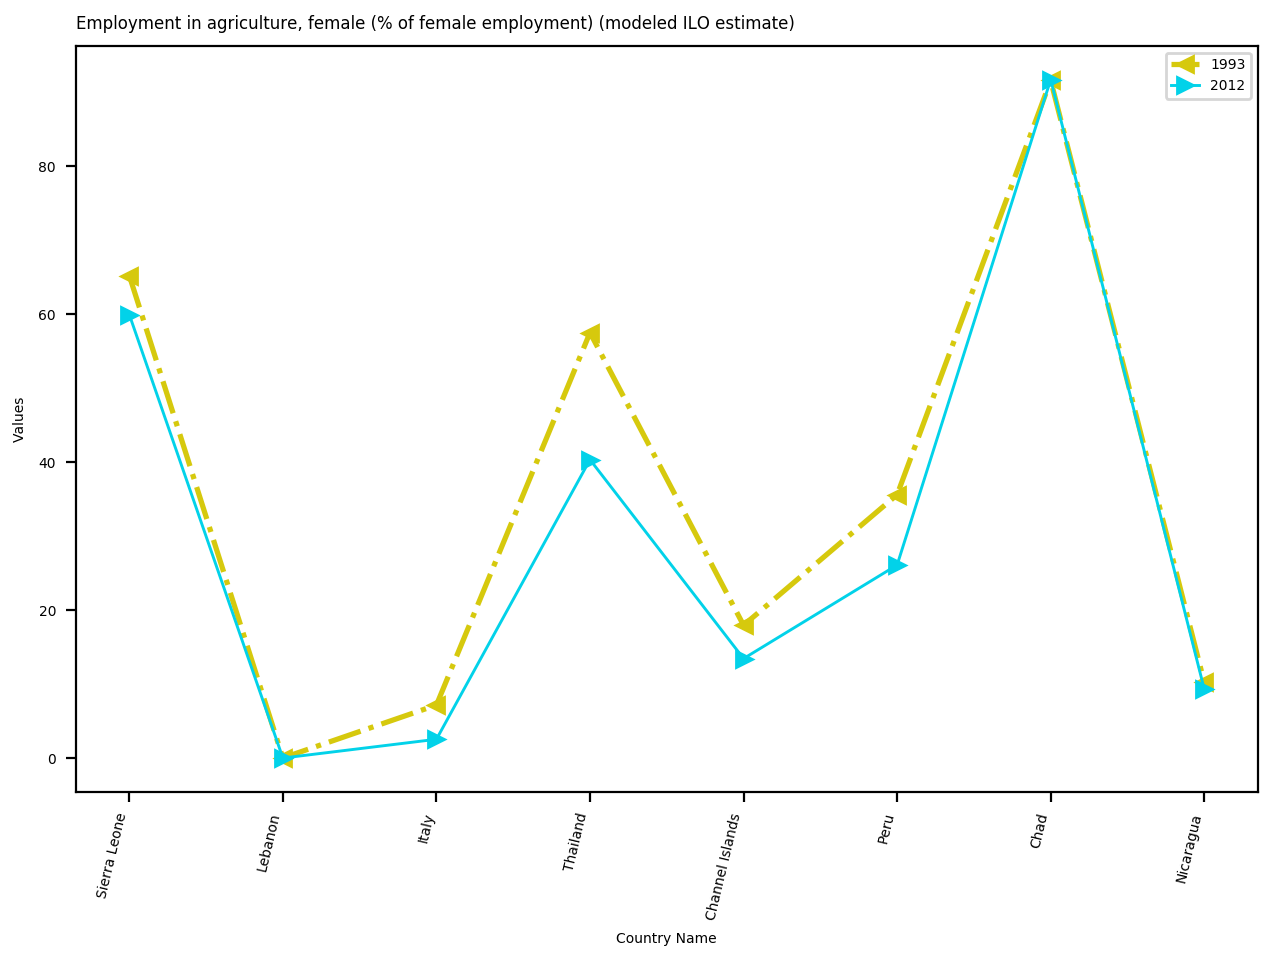 Employment in agriculture, female (% of female employment) (modeled ILO estimate)
1993
2012
80
60
40
20
0
Values
Sierra Leone
Lebanon
Italy
Thailand
Channel Islands
Peru
Chad
Nicaragua
Country Name